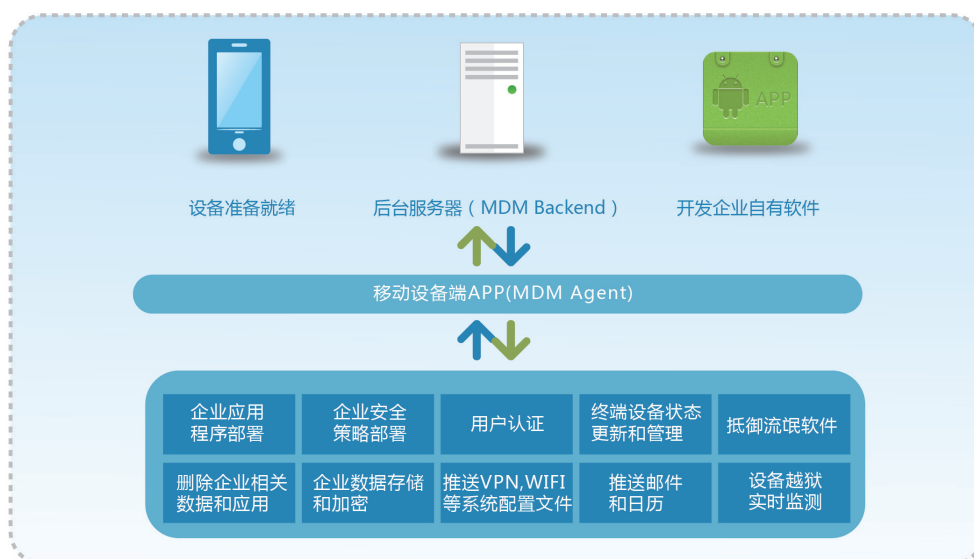 APP
设备准备就绪
后台服务器（MDM Backend）
开发企业自有软件
移动设备端APP(MDM Agent)
企业应用
程序部署
企业安全
策略部署
用户认证
终端设备状态
更新和管理
抵御流氓软件
删除企业相关
数据和应用
企业数据存储
和加密
推送VPN,WIFI
等系统配置文件
推送邮件
和日历
设备越狱
实时监测